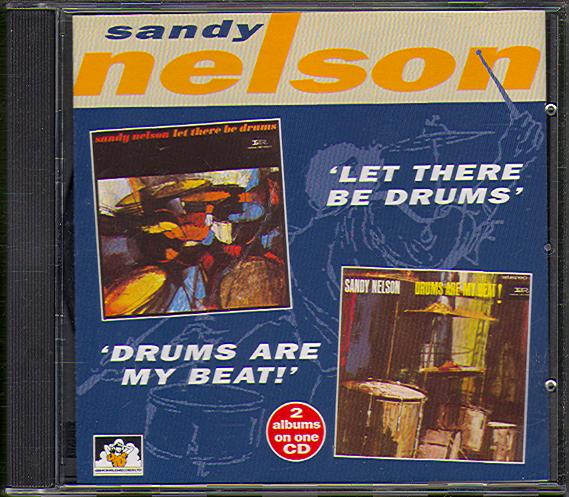 sandy
nelson
sandy nelson let there be drums
'LET THERE
BE DRUMS'
SANDY NELSON DRUMS ARE MY BEAT!
'DRUMS ARE
MY BEAT!'
2
albums
on one
CD